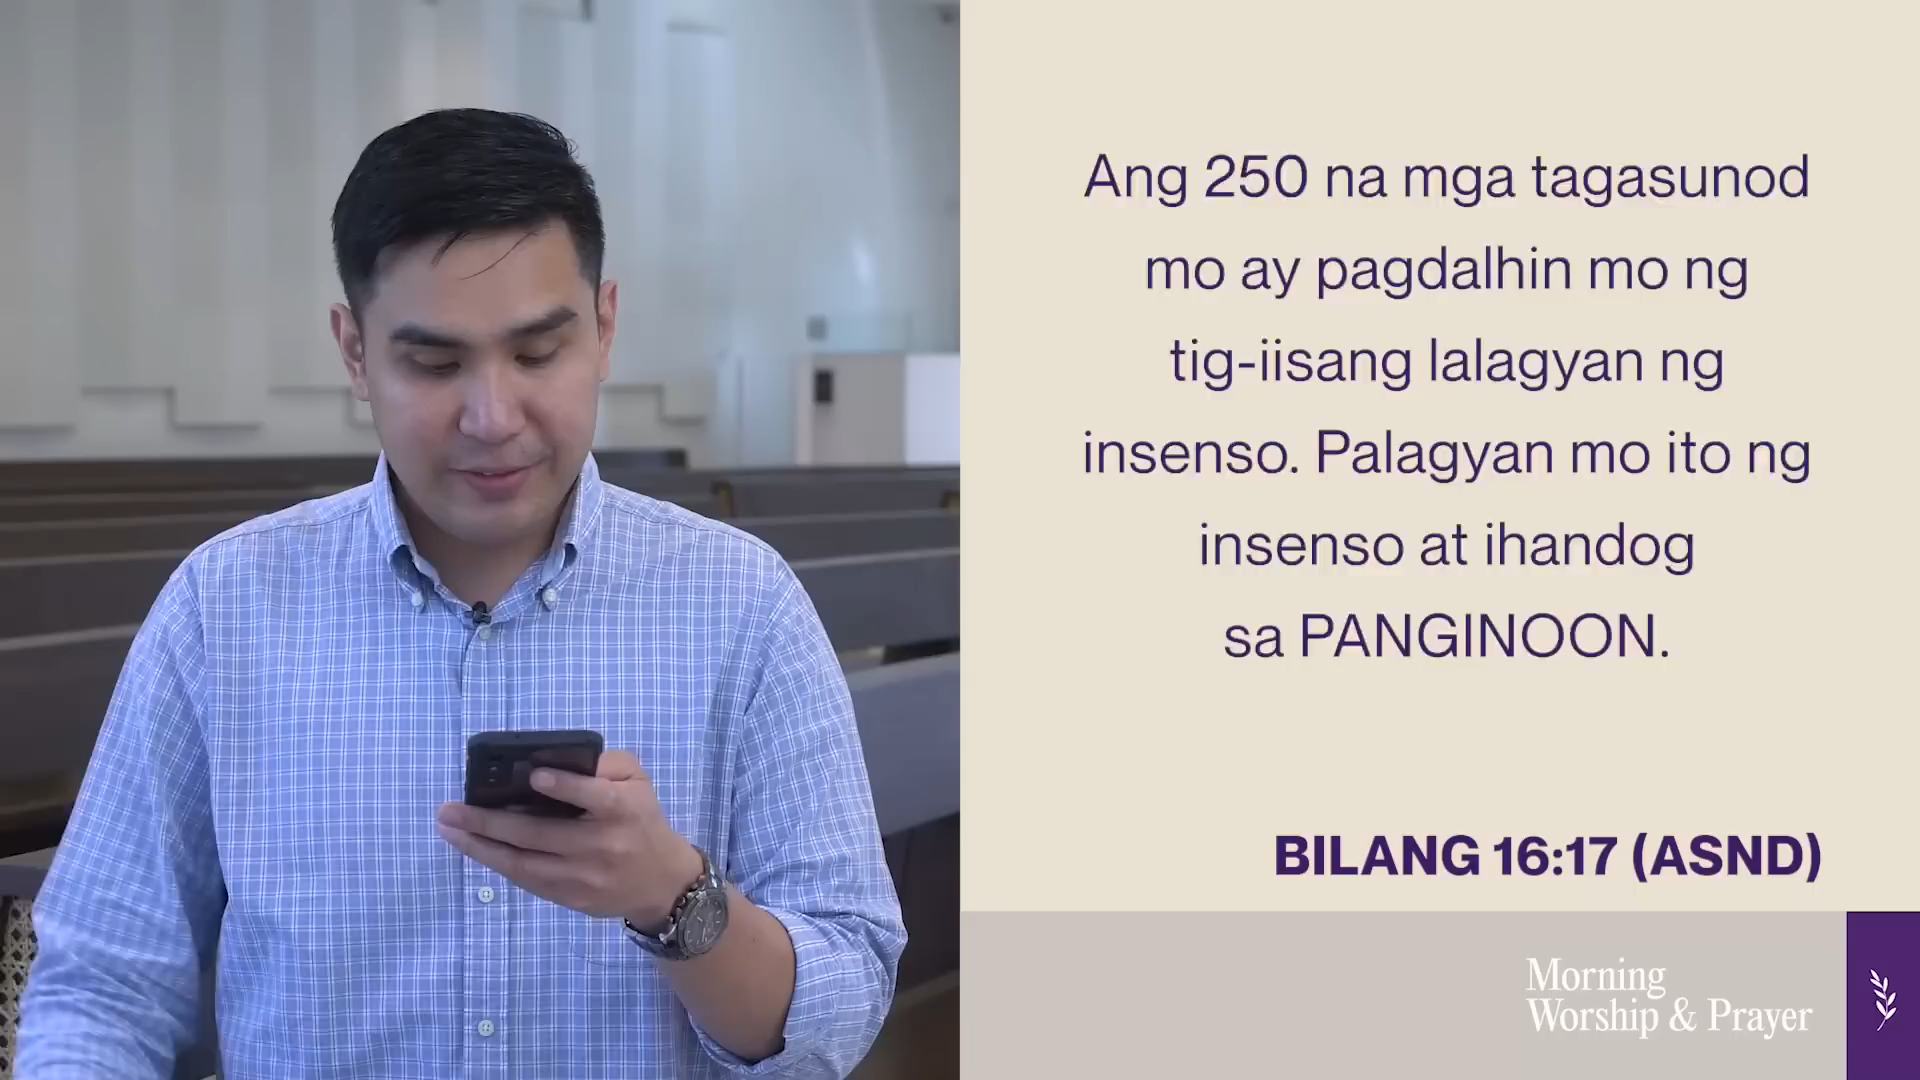 Ang 250 na mga tagasunod
mo ay pagdalhin mo ng
tig-iisang lalagyan ng
insenso. Palagyan mo ito ng
insenso at ihandog
sa PANGINOON.
BILANG 16:17 (ASND)
Morning
Worship & Prayer